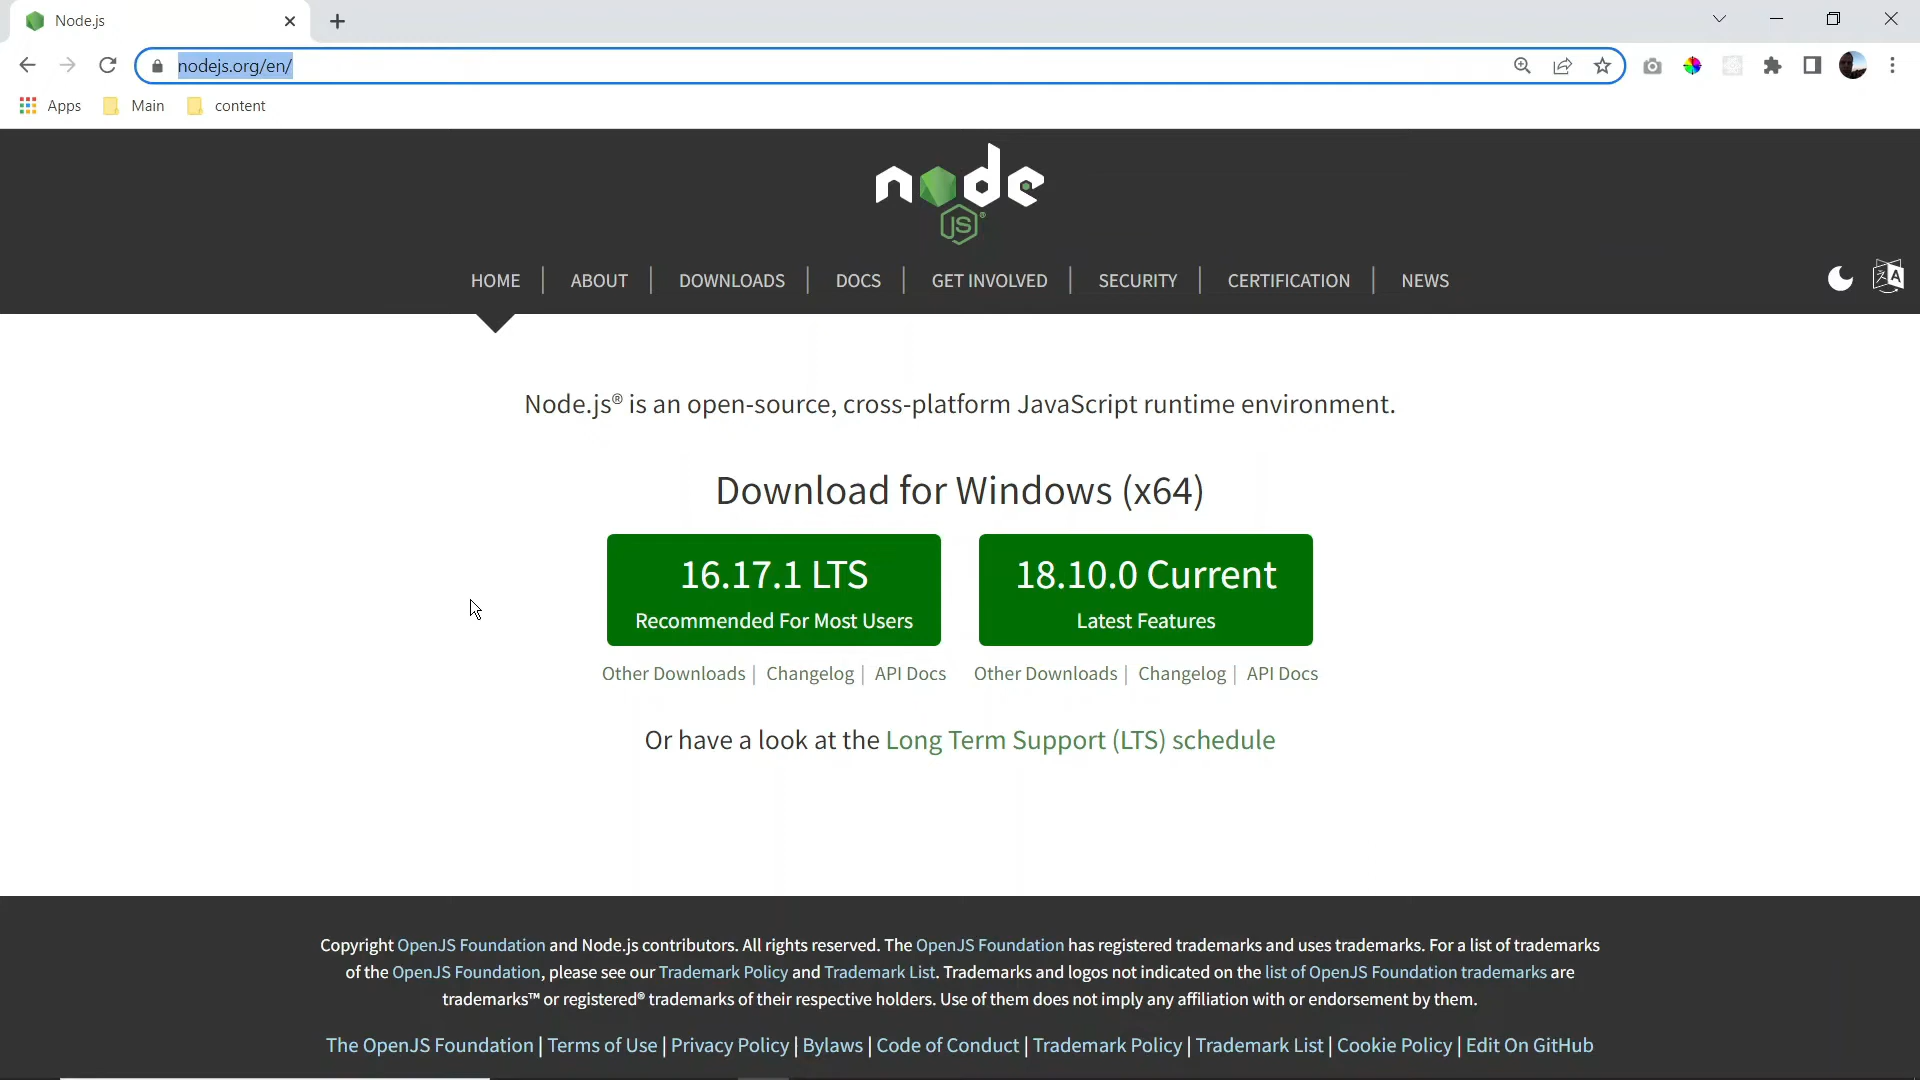 Node.js
nodejs.org/en/
Apps Main content
node
JS®
HOME | ABOUT | DOWNLOADS | DOCS | GET INVOLVED | SECURITY | CERTIFICATION | NEWS
Node.js® is an open-source, cross-platform JavaScript runtime environment.
Download for Windows (x64)
16.17.1 LTS
Recommended For Most Users
18.10.0 Current
Latest Features
Other Downloads | Changelog | API Docs
Other Downloads | Changelog | API Docs
Or have a look at the Long Term Support (LTS) schedule
Copyright OpenJS Foundation and Node.js contributors. All rights reserved. The OpenJS Foundation has registered trademarks and uses trademarks. For a list of trademarks
of the OpenJS Foundation, please see our Trademark Policy and Trademark List. Trademarks and logos not indicated on the list of OpenJS Foundation trademarks are
trademarks™ or registered® trademarks of their respective holders. Use of them does not imply any affiliation with or endorsement by them.
The OpenJS Foundation | Terms of Use | Privacy Policy | Bylaws | Code of Conduct | Trademark Policy | Trademark List | Cookie Policy | Edit On GitHub